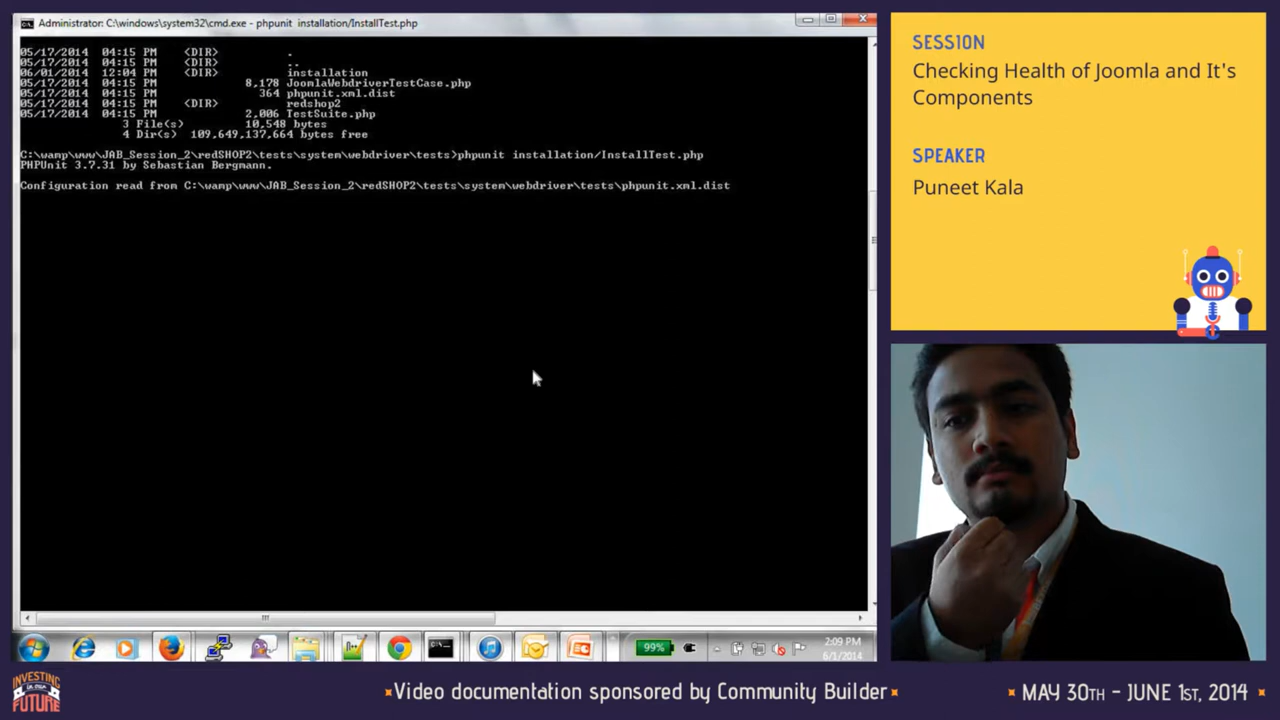 Administrator: C:\windows\system32\cmd.exe - phpunit installation/InstallTest.php
05/17/2014 04:15 PM <DIR> .
05/17/2014 04:15 PM <DIR> ..
06/01/2014 12:04 PM <DIR> installation
05/17/2014 04:15 PM 8,178 JoomlaWebdriverTestCase.php
05/17/2014 04:15 PM 364 phpunit.xml.dist
05/17/2014 04:15 PM <DIR> redshop2
05/17/2014 04:15 PM 2,006 TestSuite.php
3 File(s) 10,548 bytes
4 Dir(s) 109,649,137,664 bytes free
C:\wamp\www\JAB_Session_2\redSHOP2\tests\system\webdriver\tests>phpunit installation/InstallTest.php
PHPUnit 3.7.31 by Sebastian Bergmann.
Configuration read from C:\wamp\www\JAB_Session_2\redSHOP2\tests\system\webdriver\tests\phpunit.xml.dist
99%
2:09 PM
6/1/2014
SESSION
Checking Health of Joomla and It's
Components
SPEAKER
Puneet Kala
INVESTING
IN OUR
FUTURE
Video documentation sponsored by Community Builder
MAY 30TH - JUNE 1ST, 2014